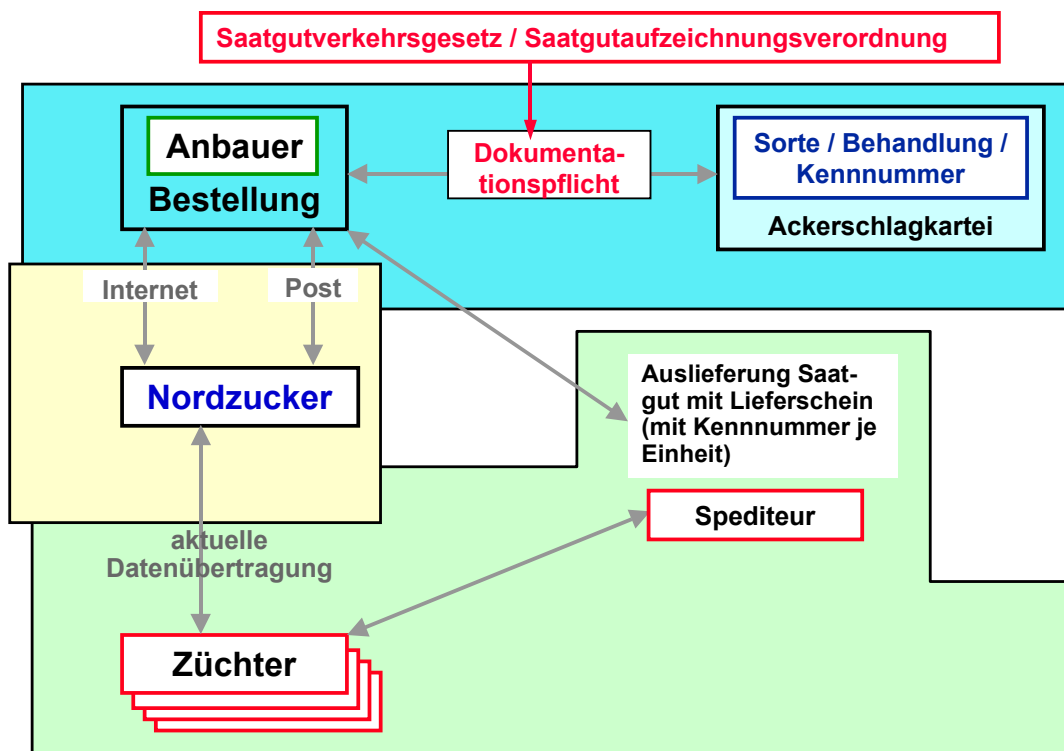 Saatgutverkehrsgesetz / Saatgutaufzeichnungsverordnung
Anbauer
Bestellung
Dokumenta-
tionspflicht
Sorte / Behandlung /
Kennnummer
Ackerschlagkartei
Internet
Post
Nordzucker
Auslieferung Saat-
gut mit Lieferschein
(mit Kennnummer je
Einheit)
Spediteur
aktuelle
Datenübertragung
Züchter